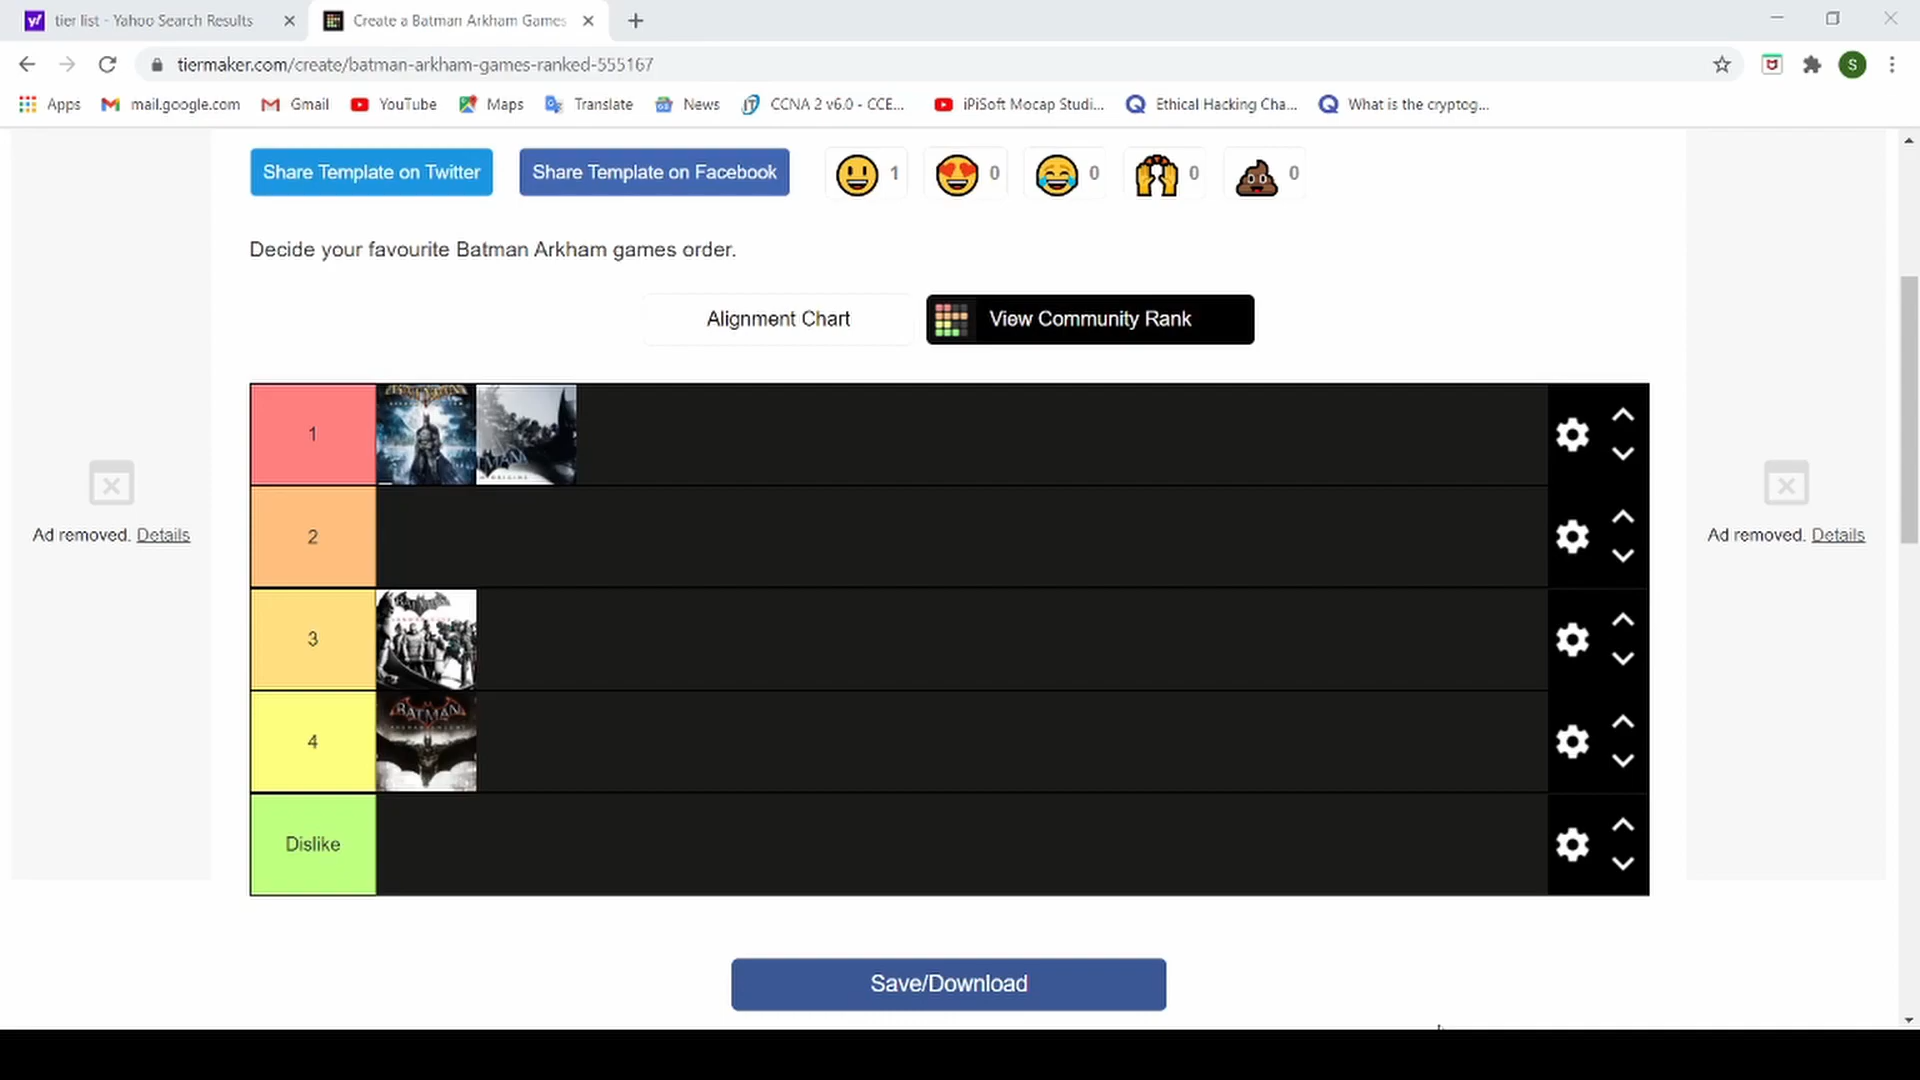 tier list - Yahoo Search Results
Create a Batman Arkham Games
tiermaker.com/create/batman-arkham-games-ranked-555167
S
Apps
mail.google.com
Gmail
YouTube
Maps
Translate
News
CCNA 2 v6.0 - CCE...
iPiSoft Mocap Studi...
Ethical Hacking Cha...
What is the cryptog...
Share Template on Twitter
Share Template on Facebook
1
0
0
0
0
Decide your favourite Batman Arkham games order.
Alignment Chart
View Community Rank
1
2
3
BATMAN
4
BATMAN
Dislike
Ad removed. Details
Ad removed. Details
Save/Download